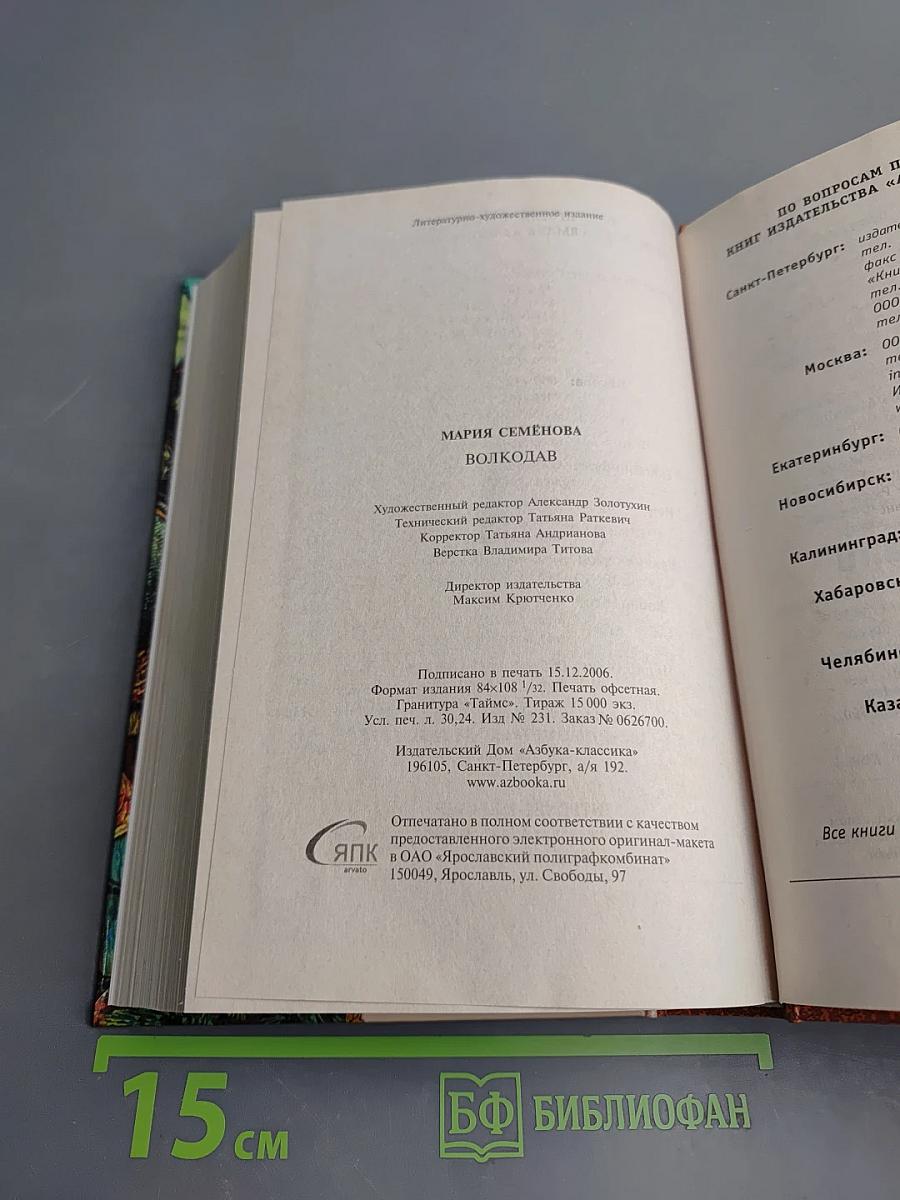 Литературно-художественное издание
МАРИЯ СЕМЁНОВА
ВОЛКОДАВ
Художественный редактор Александр Золотухин
Технический редактор Татьяна Раткевич
Корректор Татьяна Андрианова
Верстка Владимира Титова
Директор издательства
Максим Крютченко
Подписано в печать 15.12.2006.
Формат издания 84×108 1/32. Печать офсетная.
Гранитура «Таймс». Тираж 15 000 экз.
Усл. печ. л. 30,24. Изд № 231. Заказ № 0626700.
Издательский Дом «Азбука-классика»
196105, Санкт-Петербург, а/я 192.
www.azbooka.ru
ЯПК
arvato
Отпечатано в полном соответствии с качеством
предоставленного электронного оригинал-макета
в ОАО «Ярославский полиграфкомбинат»
150049, Ярославль, ул. Свободы, 97
ПО ВОПРОСАМ
КНИГ ИЗДАТЕЛЬСТВА
Санкт-Петербург:
тел.
факс
тел.
ООО
Москва:
Екатеринбург:
Новосибирск:
Калининград:
Все книги
15 см
БФ БИБЛИОФАН